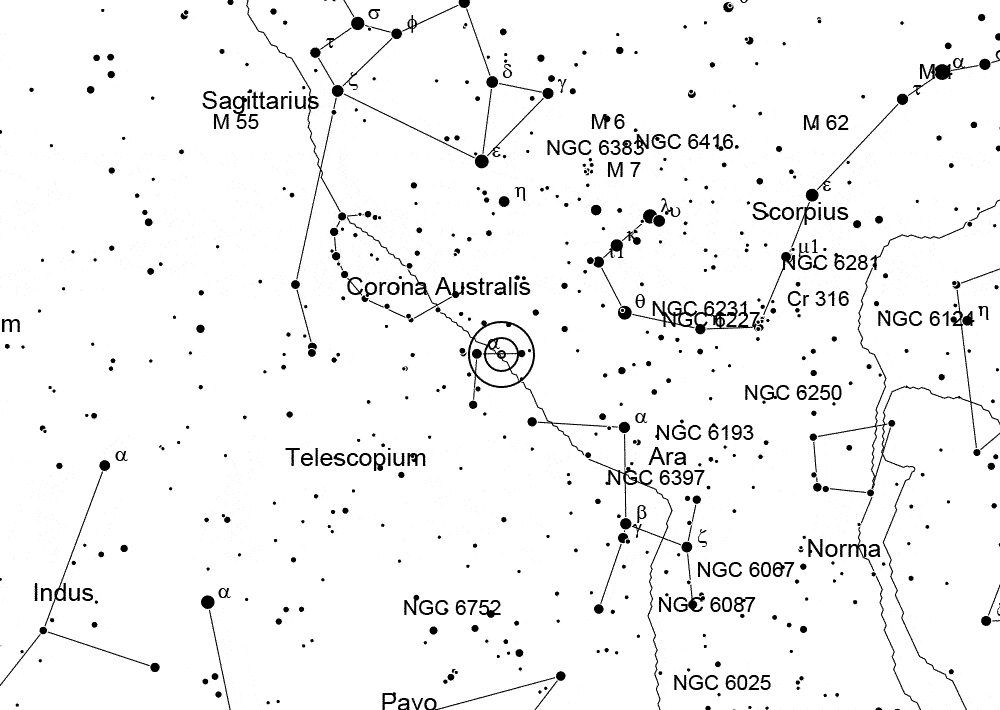 σ
φ
τ
δ
α
ζ
γ
τ
Sagittarius
M 55
M 6
M 62
NGC 6383
NGC 6416
ε
M 7
ε
η
λ
υ
Scorpius
κ
μ1
ι1
NGC 6281
Corona Australis
Cr 316
θ
NGC 6231
η
NGC 6124
NGC 6227
m
α
NGC 6250
α
NGC 6193
α
Telescopium
Ara
NGC 6397
β
γ
ζ
Norma
NGC 6067
Indus
α
NGC 6752
NGC 6087
NGC 6025
Pavo